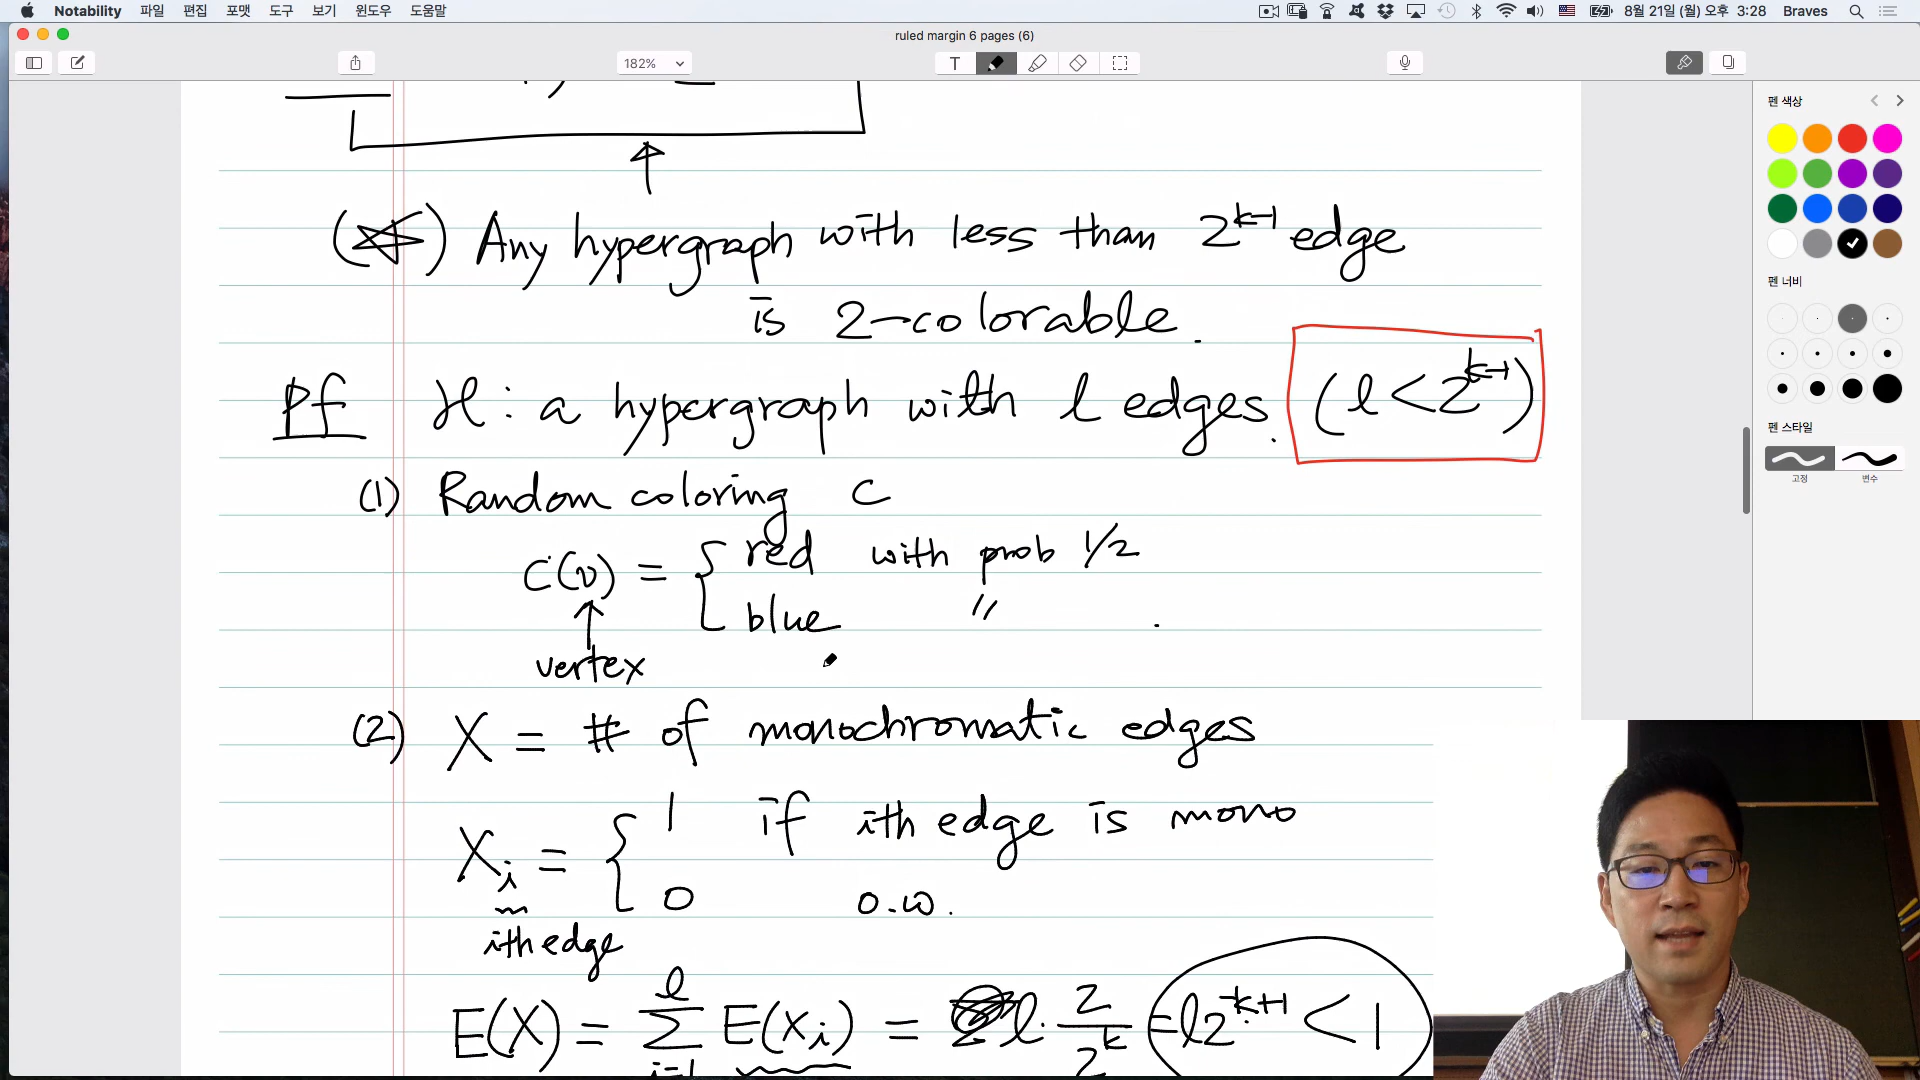 Notability 파일 편집 포맷 도구 보기 윈도우 도움말 8월 21일 (월) 오후 3:28 Braves
ruled margin 6 pages (6)
182%
T
펜 색상
펜 너비
펜 스타일
고정 변수
(☆) Any hypergraph with less than 2^{k-1} edge
is 2-colorable.
Pf H : a hypergraph with l edges. (l < 2^{k-1})
(1) Random coloring C
C(v) = { red with prob 1/2
blue 〃 .
↑
vertex
(2) X = # of monochromatic edges
X_i = { 1 if ith edge is mono
0 o.w.
ith edge
E(X) = \sum_{i=1}^{l} E(X_i) = l · 2/2^k = l2^{-k+1} < 1